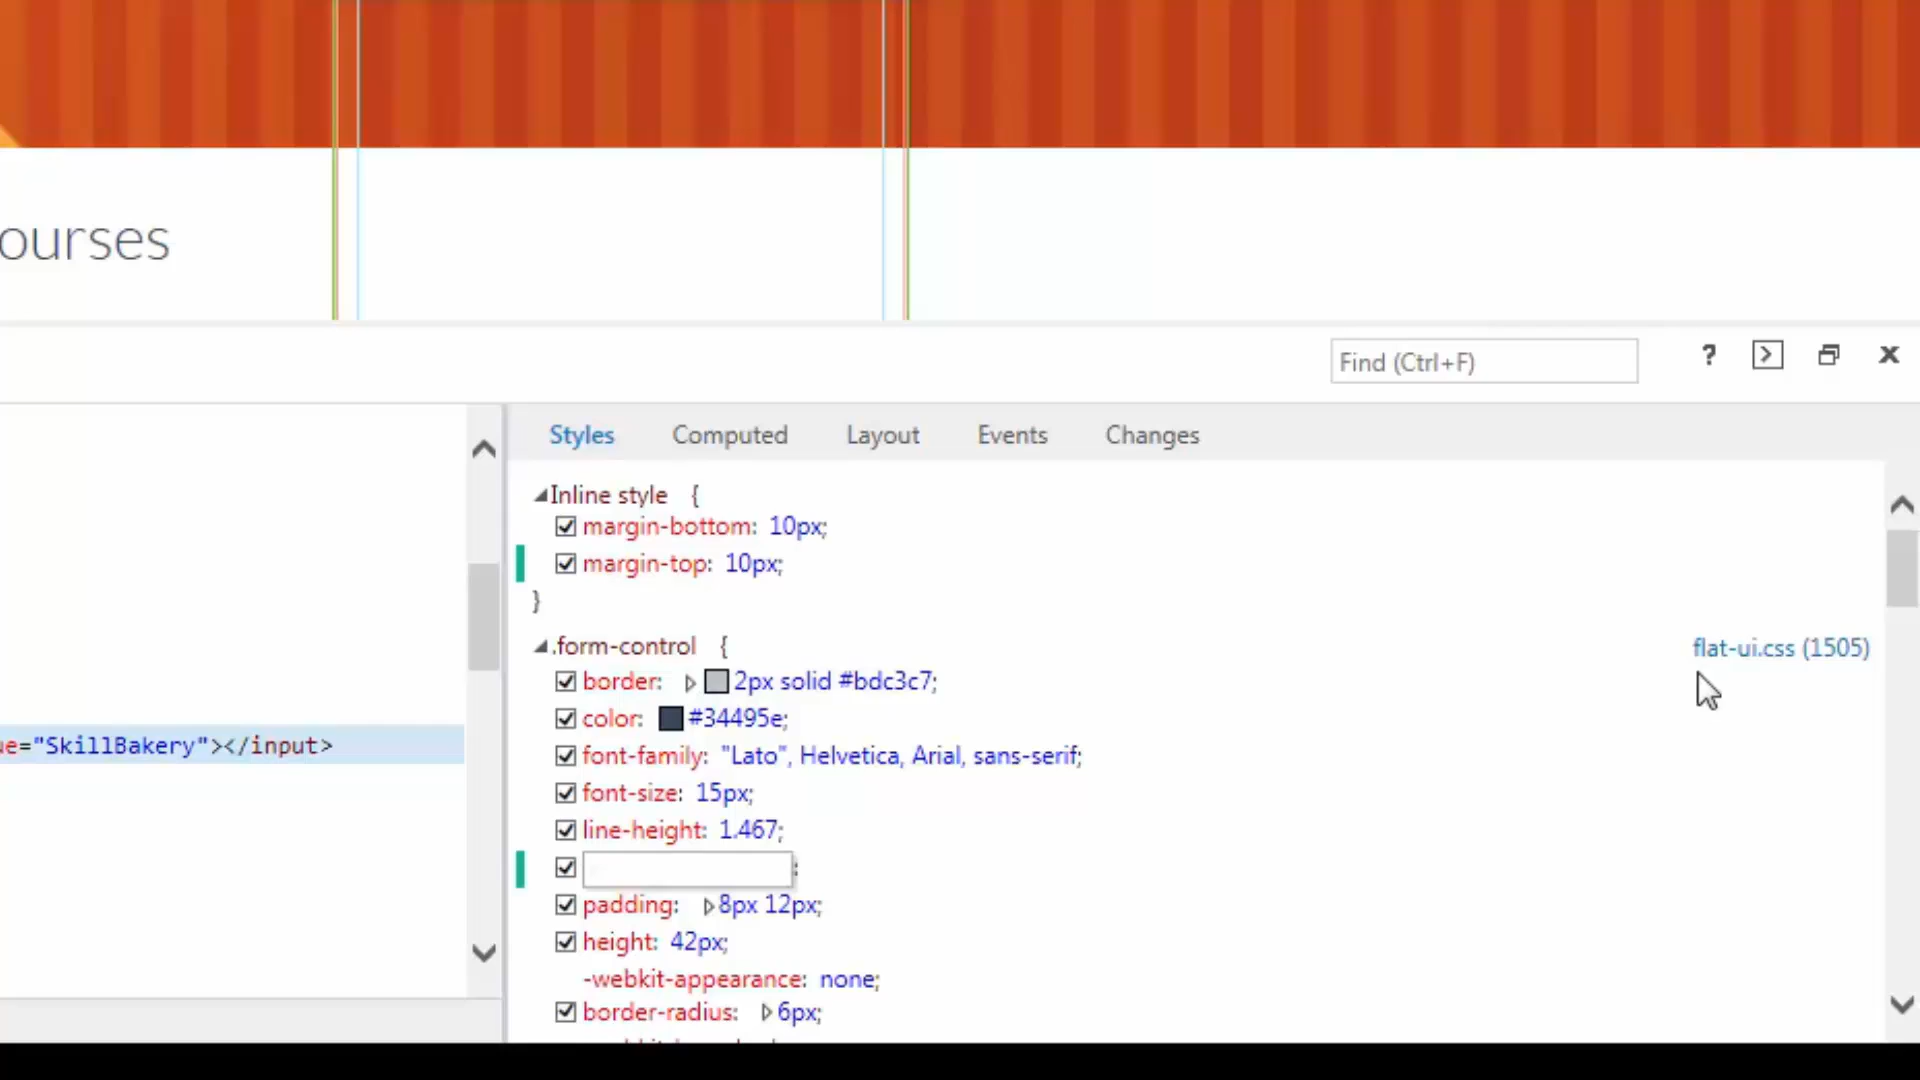 ourses
Find (Ctrl+F)
?
Styles Computed Layout Events Changes
Inline style {
margin-bottom: 10px;
margin-top: 10px;
}
.form-control {
flat-ui.css (1505)
border: 2px solid #bdc3c7;
color: #34495e;
ue="SkillBakery"></input>
font-family: "Lato", Helvetica, Arial, sans-serif;
font-size: 15px;
line-height: 1.467;
:
padding: 8px 12px;
height: 42px;
-webkit-appearance: none;
border-radius: 6px;